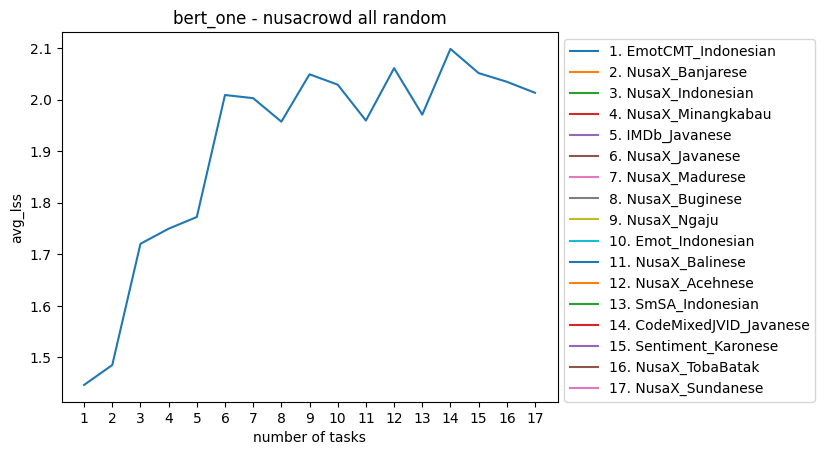 bert_one - nusacrowd all random
2.1
2.0
1.9
1.8
1.7
1.6
1.5
avg_lss
1 2 3 4 5 6 7 8 9 10 11 12 13 14 15 16 17
number of tasks
1. EmotCMT_Indonesian
2. NusaX_Banjarese
3. NusaX_Indonesian
4. NusaX_Minangkabau
5. IMDb_Javanese
6. NusaX_Javanese
7. NusaX_Madurese
8. NusaX_Buginese
9. NusaX_Ngaju
10. Emot_Indonesian
11. NusaX_Balinese
12. NusaX_Acehnese
13. SmSA_Indonesian
14. CodeMixedJVID_Javanese
15. Sentiment_Karonese
16. NusaX_TobaBatak
17. NusaX_Sundanese